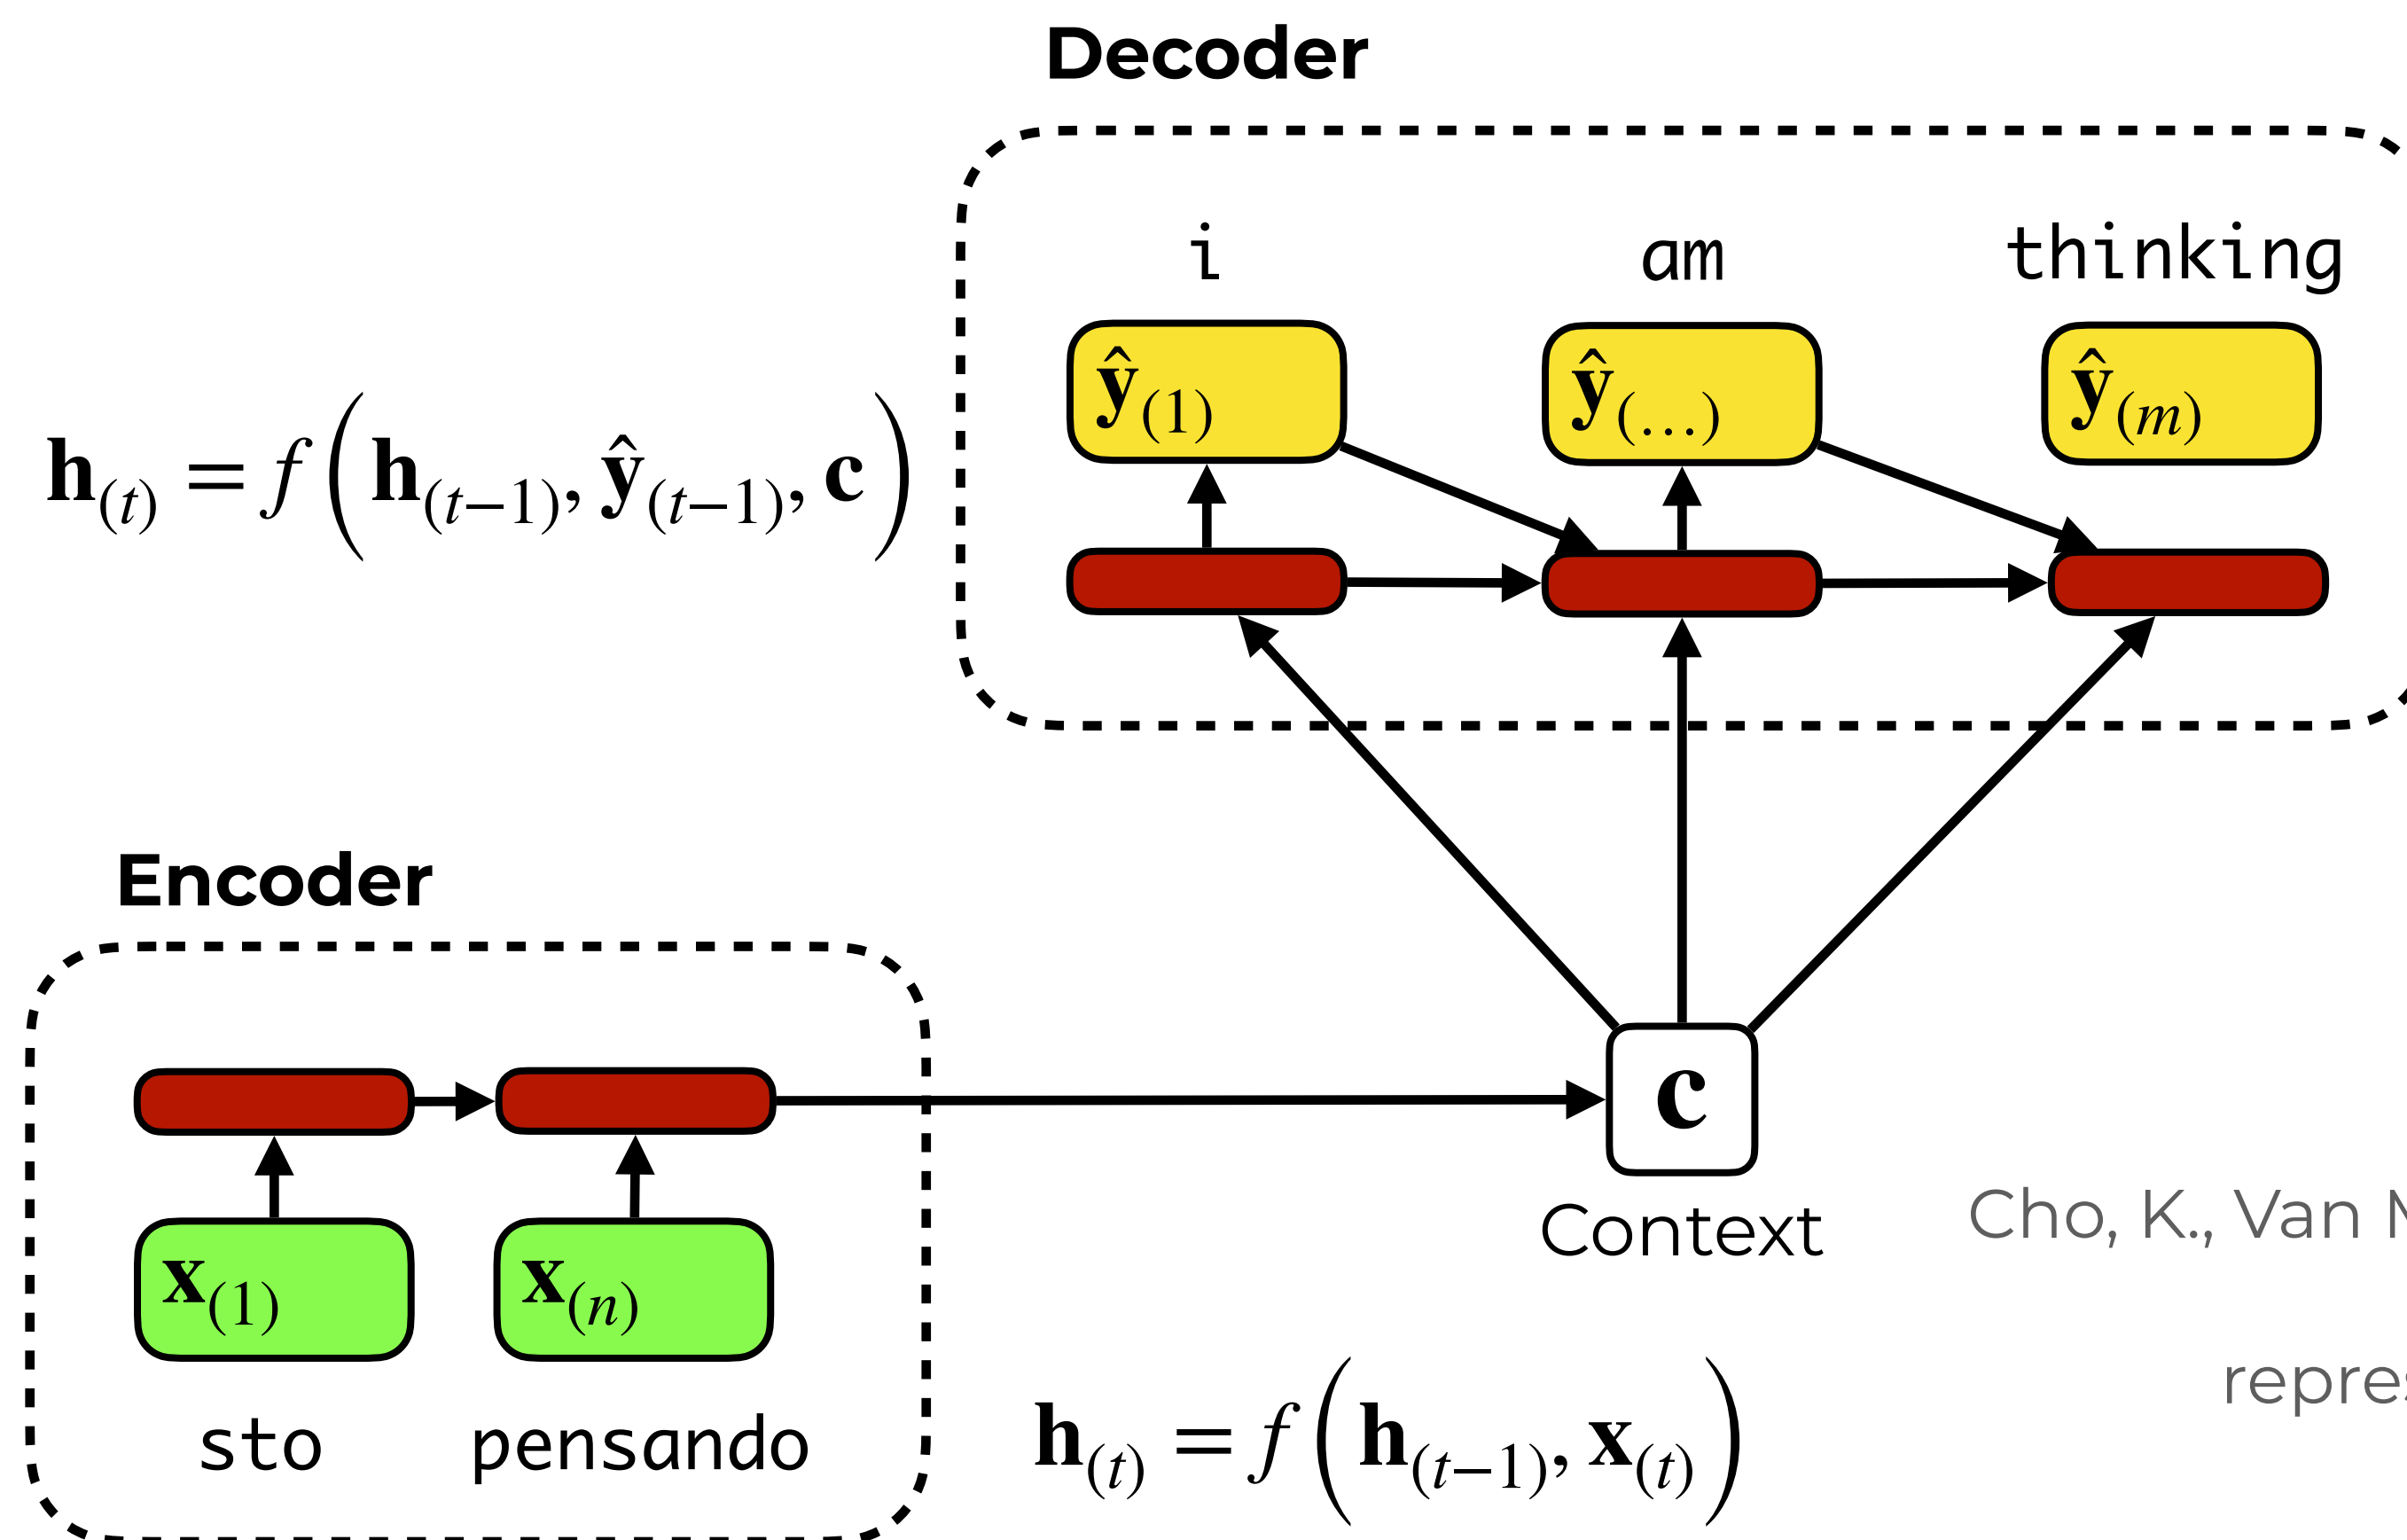 Decoder
i am thinking
ŷ(1) ŷ(…) ŷ(m)
h(t) = f(h(t−1), ŷ(t−1), c)
Encoder
c
Context
x(1) x(n)
sto pensando
h(t) = f(h(t−1), x(t))
Cho, K., Van